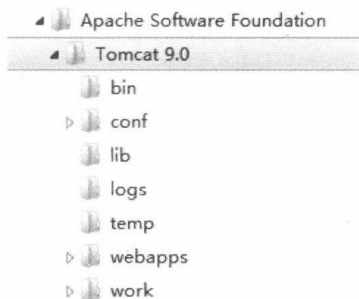 Apache Software Foundation
Tomcat 9.0
bin
conf
lib
logs
temp
webapps
work